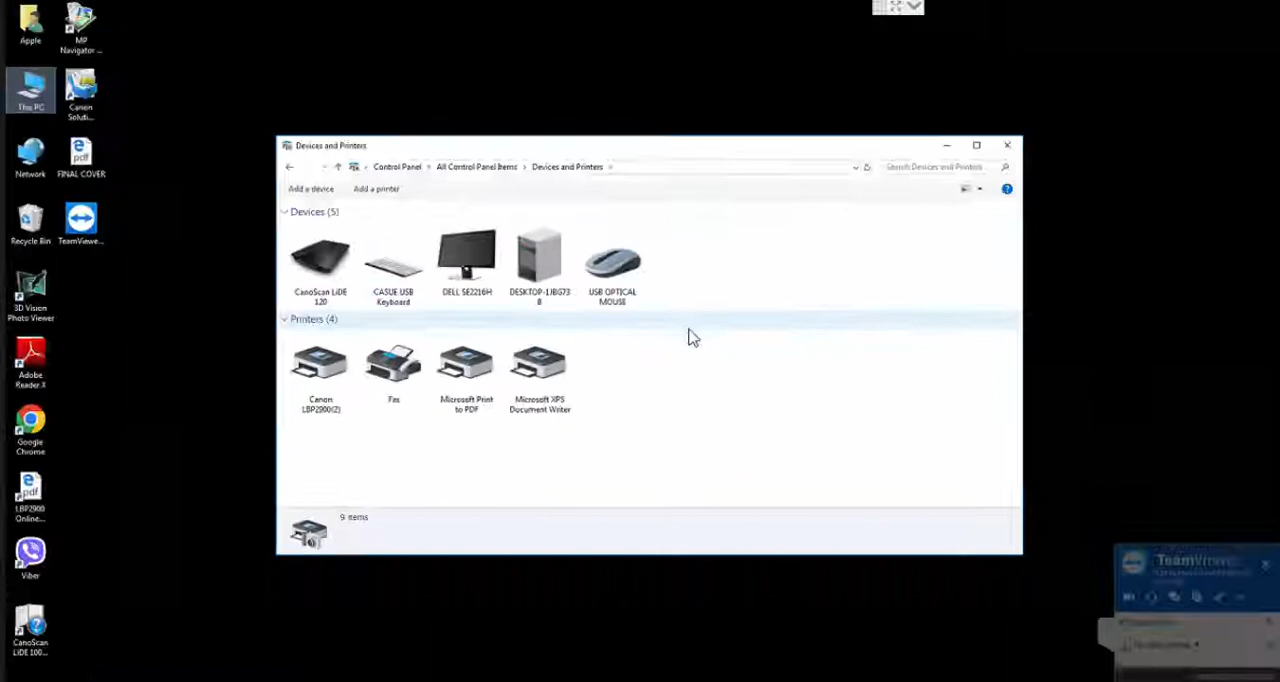 Apple
MP
Navigator ...
This PC
Canon
Soluti...
Network
pdf
FINAL COVER
Recycle Bin
TeamViewe...
3D Vision
Photo Viewer
Adobe
Reader X
Google
Chrome
pdf
LBP2900
Online...
Viber
CanoScan
LiDE 100...
Devices and Printers
Control Panel
All Control Panel Items
Devices and Printers
Search Devices and Printers
Add a device
Add a printer
Devices (5)
CanoScan LiDE
120
CASUE USB
Keyboard
DELL SE2216H
DESKTOP-1JBG73
8
USB OPTICAL
MOUSE
Printers (4)
Canon
LBP2900(2)
Fax
Microsoft Print
to PDF
Microsoft XPS
Document Writer
9 items
TeamViewer